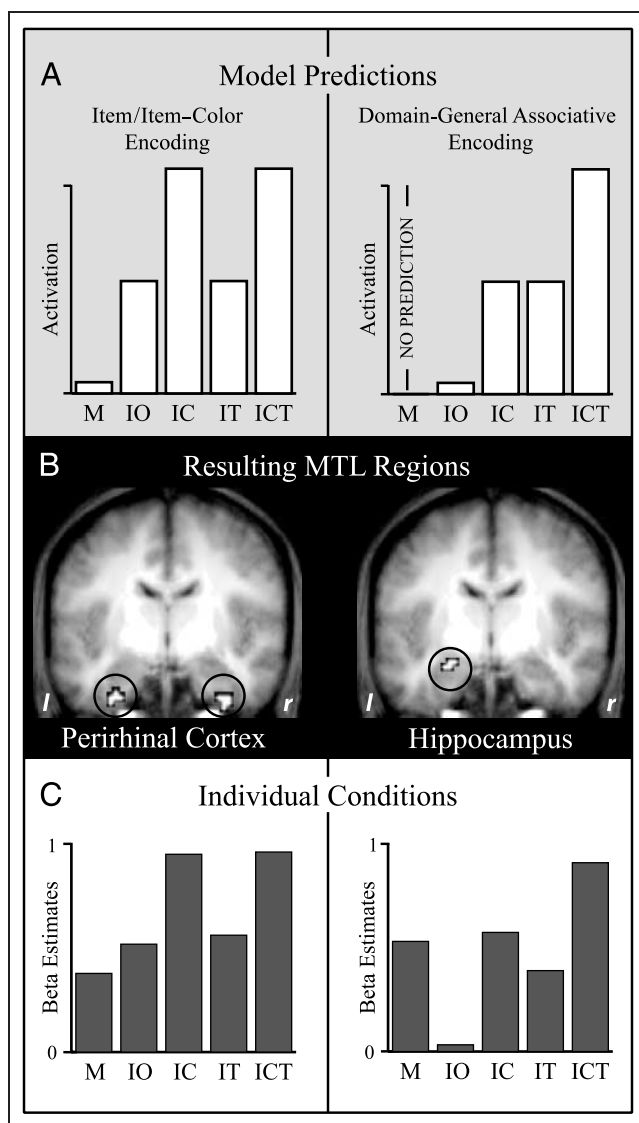 A
Model Predictions
Item/Item–Color
Encoding
Activation
M IO IC IT ICT
Domain-General Associative
Encoding
Activation
NO PREDICTION
M IO IC IT ICT
B
Resulting MTL Regions
l
r
Perirhinal Cortex
l
r
Hippocampus
C
Individual Conditions
1
Beta Estimates
0
M IO IC IT ICT
1
Beta Estimates
0
M IO IC IT ICT